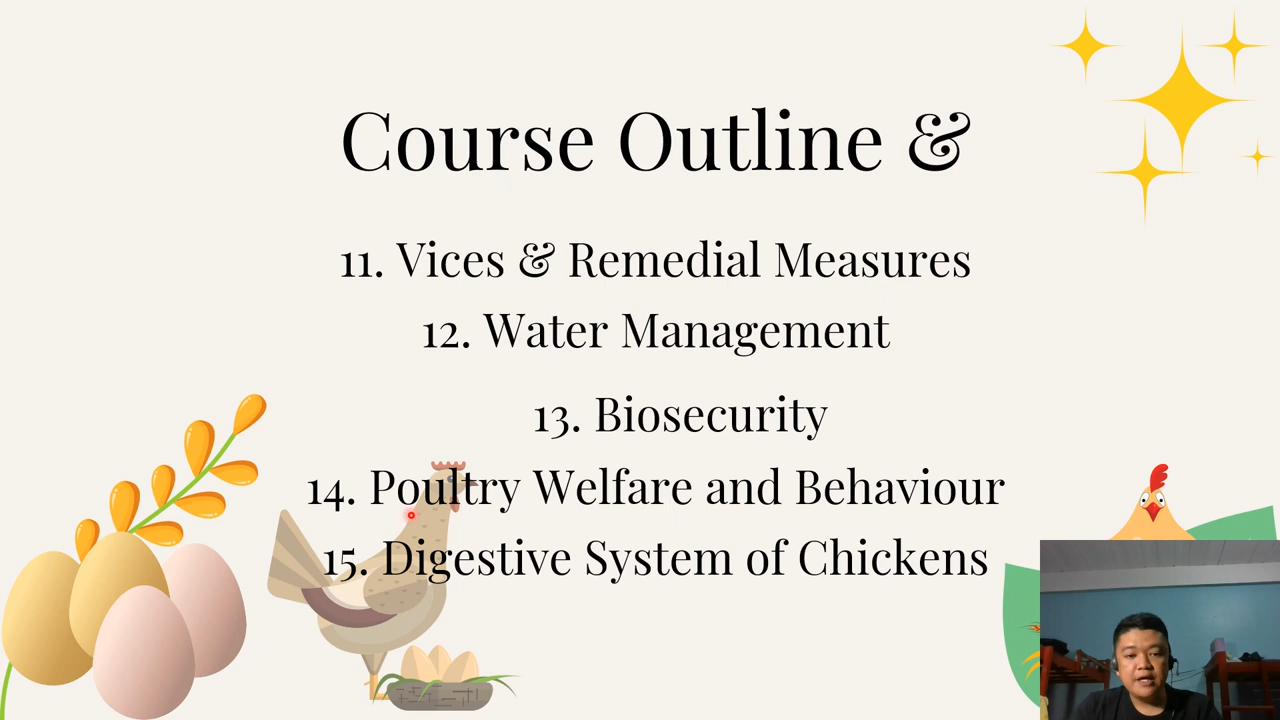 Course Outline &
11. Vices & Remedial Measures
12. Water Management
13. Biosecurity
14. Poultry Welfare and Behaviour
15. Digestive System of Chickens